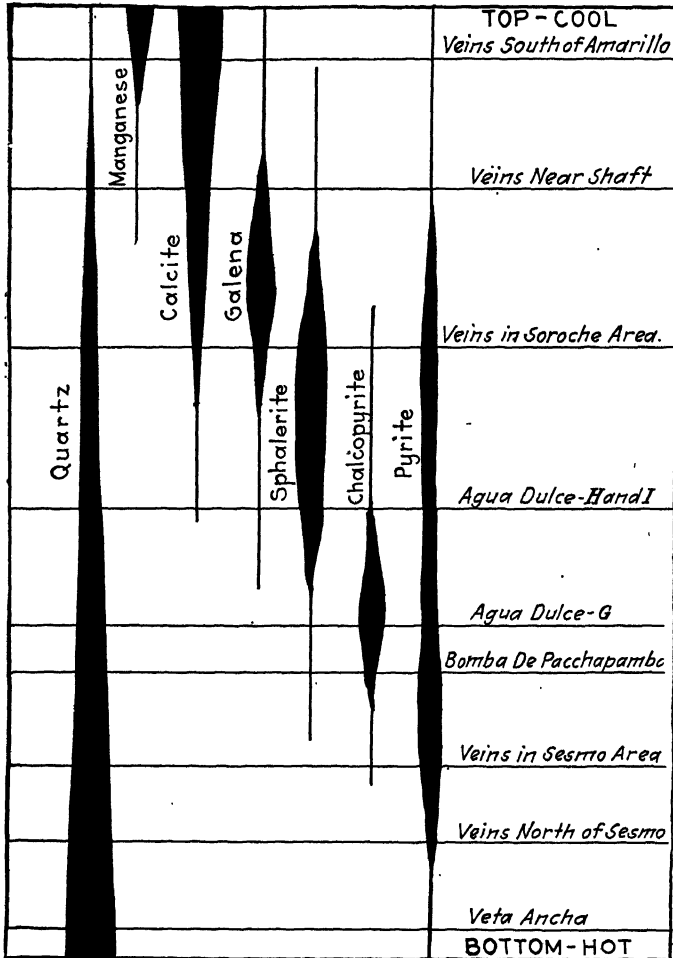 TOP-COOL
Veins South of Amarillo
Manganese
Veins Near Shaft
Calcite
Galena
Veins in Soroche Area.
Quartz
Sphalerite
Chalcopyrite
Pyrite
Agua Dulce-H and I
Agua Dulce-G
Bomba De Pacchapamba
Veins in Sesmo Area
Veins North of Sesmo
Veta Ancha
BOTTOM-HOT